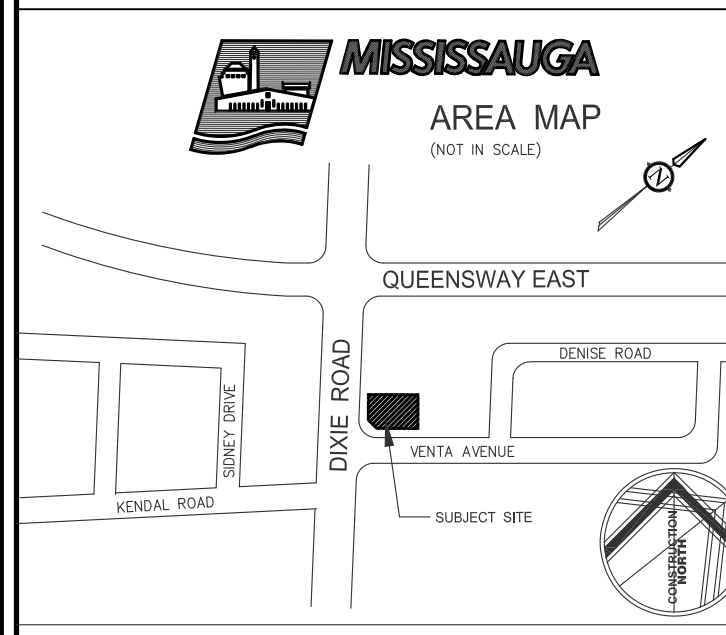 MISSISSAUGA
AREA MAP
(NOT IN SCALE)
N
QUEENSWAY EAST
DENISE ROAD
DIXIE ROAD
SIDNEY DRIVE
VENTA AVENUE
KENDAL ROAD
SUBJECT SITE
CONSTRUCTION
NORTH